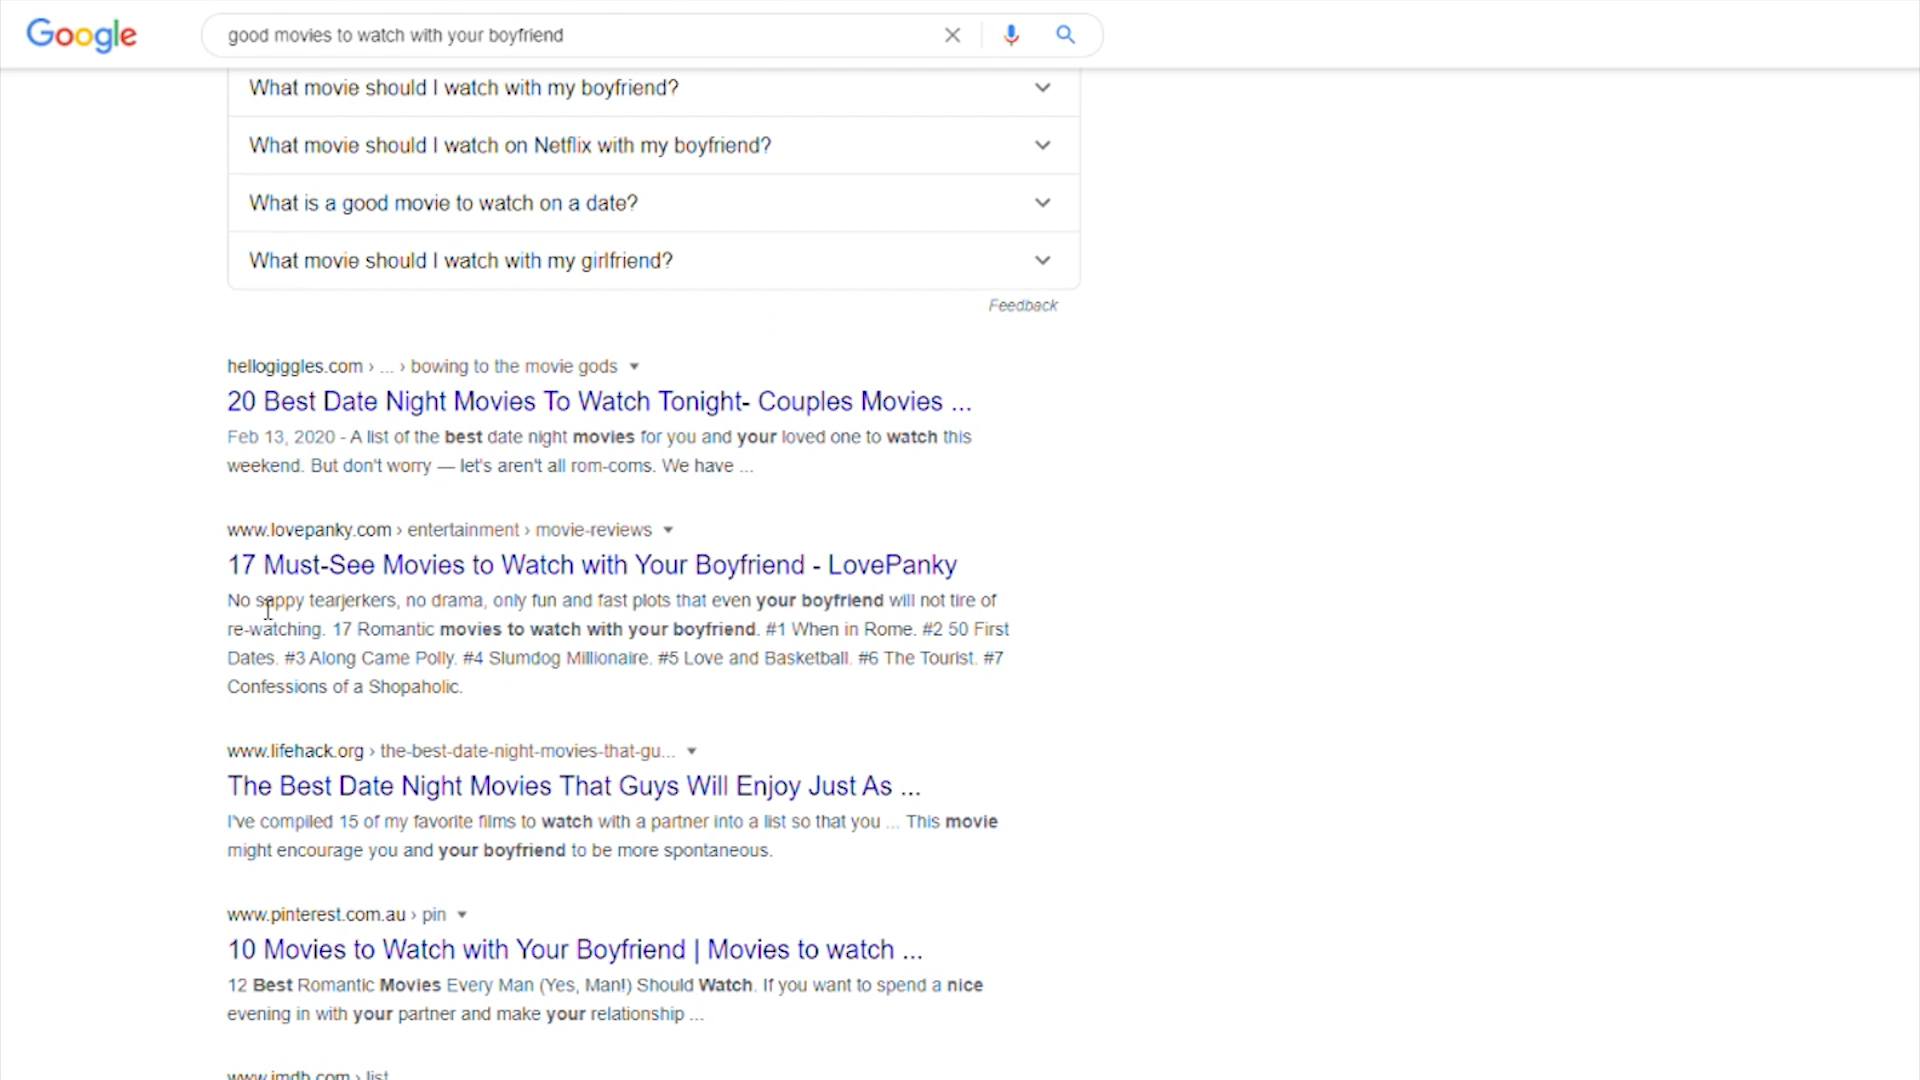 Google
good movies to watch with your boyfriend
What movie should I watch with my boyfriend?
What movie should I watch on Netflix with my boyfriend?
What is a good movie to watch on a date?
What movie should I watch with my girlfriend?
Feedback
hellogiggles.com › ... › bowing to the movie gods
20 Best Date Night Movies To Watch Tonight- Couples Movies ...
Feb 13, 2020 - A list of the best date night movies for you and your loved one to watch this
weekend. But don't worry — let's aren't all rom-coms. We have ...
www.lovepanky.com › entertainment › movie-reviews
17 Must-See Movies to Watch with Your Boyfriend - LovePanky
No sappy tearjerkers, no drama, only fun and fast plots that even your boyfriend will not tire of
re-watching. 17 Romantic movies to watch with your boyfriend. #1 When in Rome. #2 50 First
Dates. #3 Along Came Polly. #4 Slumdog Millionaire. #5 Love and Basketball. #6 The Tourist. #7
Confessions of a Shopaholic.
www.lifehack.org › the-best-date-night-movies-that-gu...
The Best Date Night Movies That Guys Will Enjoy Just As ...
I've compiled 15 of my favorite films to watch with a partner into a list so that you ... This movie
might encourage you and your boyfriend to be more spontaneous.
www.pinterest.com.au › pin
10 Movies to Watch with Your Boyfriend | Movies to watch ...
12 Best Romantic Movies Every Man (Yes, Man!) Should Watch. If you want to spend a nice
evening in with your partner and make your relationship ...
www.imdb.com › list